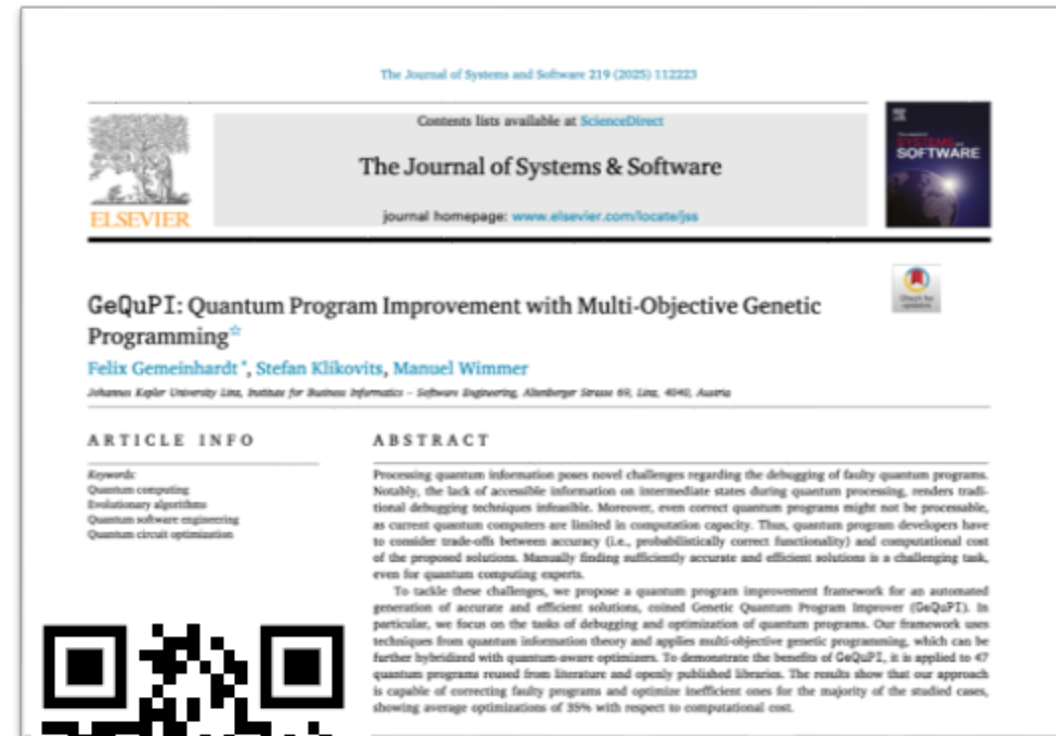 The Journal of Systems and Software 219 (2025) 112223
Contents lists available at ScienceDirect
The Journal of Systems & Software
journal homepage: www.elsevier.com/locate/jss
ELSEVIER
SYSTEMS
SOFTWARE
Check for
updates
GeQuPI: Quantum Program Improvement with Multi-Objective Genetic
Programming☆
Felix Gemeinhardt *, Stefan Klikovits, Manuel Wimmer
Johannes Kepler University Linz, Institute for Business Informatics – Software Engineering, Altenberger Strasse 69, Linz, 4040, Austria
ARTICLE INFO
Keywords:
Quantum computing
Evolutionary algorithms
Quantum software engineering
Quantum circuit optimization
ABSTRACT
Processing quantum information poses novel challenges regarding the debugging of faulty quantum programs.
Notably, the lack of accessible information on intermediate states during quantum processing, renders tradi-
tional debugging techniques infeasible. Moreover, even correct quantum programs might not be processable,
as current quantum computers are limited in computation capacity. Thus, quantum program developers have
to consider trade-offs between accuracy (i.e., probabilistically correct functionality) and computational cost
of the proposed solutions. Manually finding sufficiently accurate and efficient solutions is a challenging task,
even for quantum computing experts.
To tackle these challenges, we propose a quantum program improvement framework for an automated
generation of accurate and efficient solutions, coined Genetic Quantum Program Improver (GeQuPI). In
particular, we focus on the tasks of debugging and optimization of quantum programs. Our framework uses
techniques from quantum information theory and applies multi-objective genetic programming, which can be
further hybridized with quantum-aware optimizers. To demonstrate the benefits of GeQuPI, it is applied to 47
quantum programs reused from literature and openly published libraries. The results show that our approach
is capable of correcting faulty programs and optimize inefficient ones for the majority of the studied cases,
showing average optimizations of 35% with respect to computational cost.